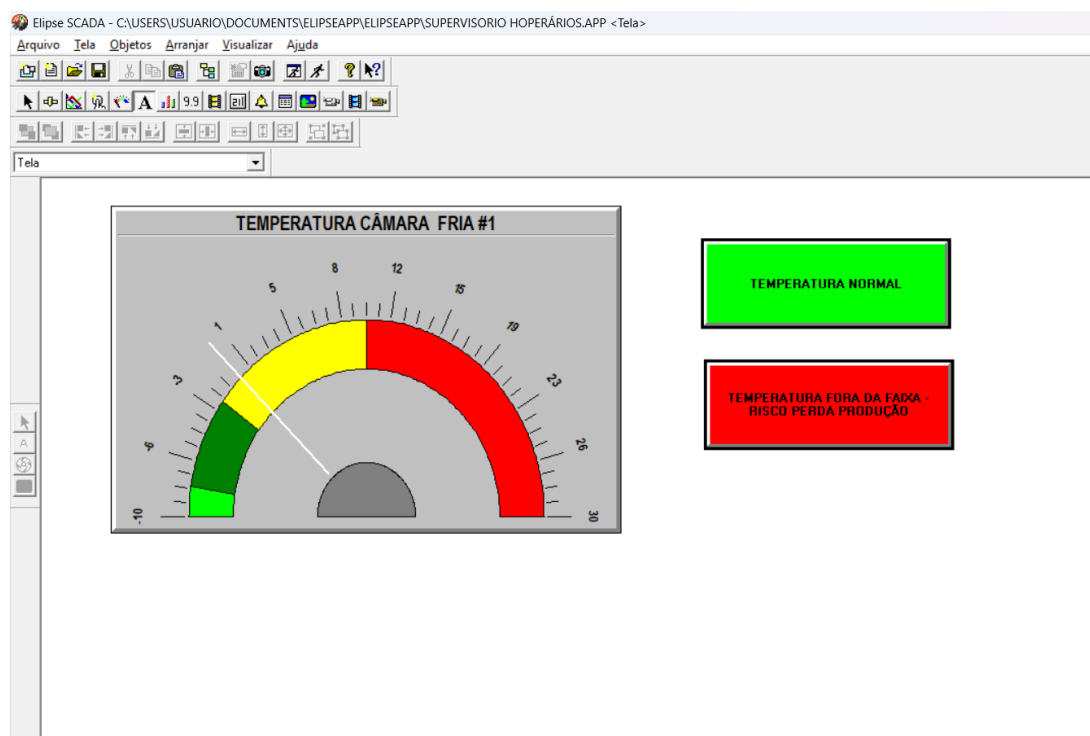 Elipse SCADA - C:\USERS\USUARIO\DOCUMENTS\ELIPSEAPP\ELIPSEAPP\SUPERVISORIO HOPERÁRIOS.APP <Tela>
Arquivo Tela Objetos Arranjar Visualizar Ajuda
A 9.9
Tela
A
TEMPERATURA CÂMARA FRIA #1
-10 -6 -3 1 5 8 12 15 19 23 26 30
TEMPERATURA NORMAL
TEMPERATURA FORA DA FAIXA -
RISCO PERDA PRODUÇÃO